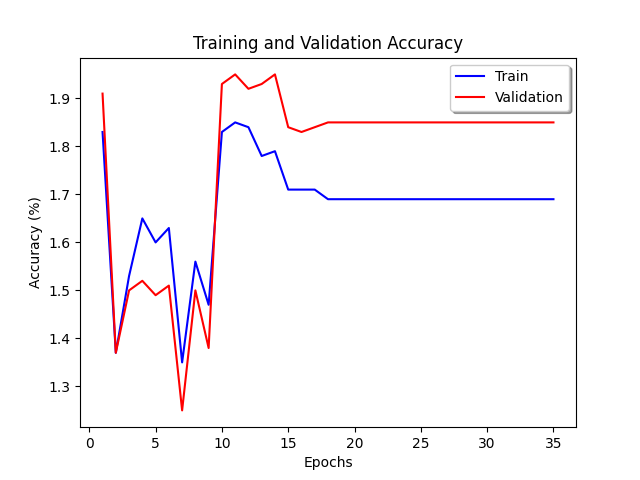 Training and Validation Accuracy
Train
Validation
1.9
1.8
1.7
1.6
1.5
1.4
1.3
Accuracy (%)
0 5 10 15 20 25 30 35
Epochs